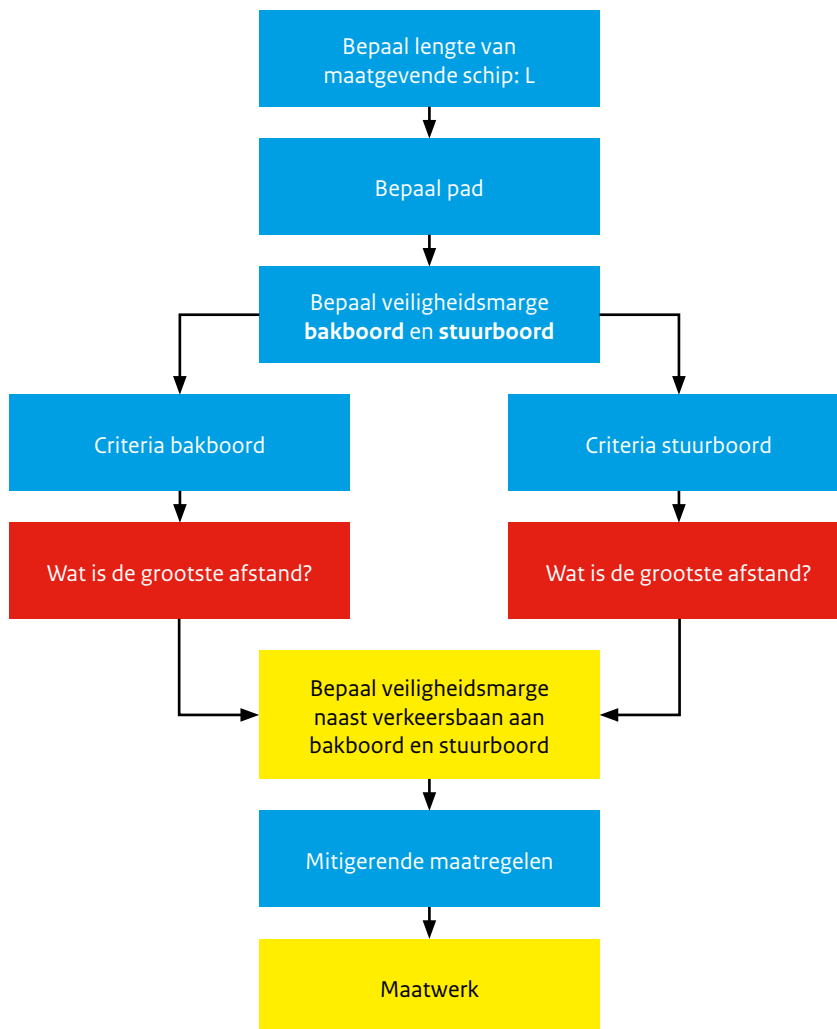 Bepaal lengte van
maatgevende schip: L
Bepaal pad
Bepaal veiligheidsmarge
bakboord en stuurboord
Criteria bakboord
Criteria stuurboord
Wat is de grootste afstand?
Wat is de grootste afstand?
Bepaal veiligheidsmarge
naast verkeersbaan aan
bakboord en stuurboord
Mitigerende maatregelen
Maatwerk